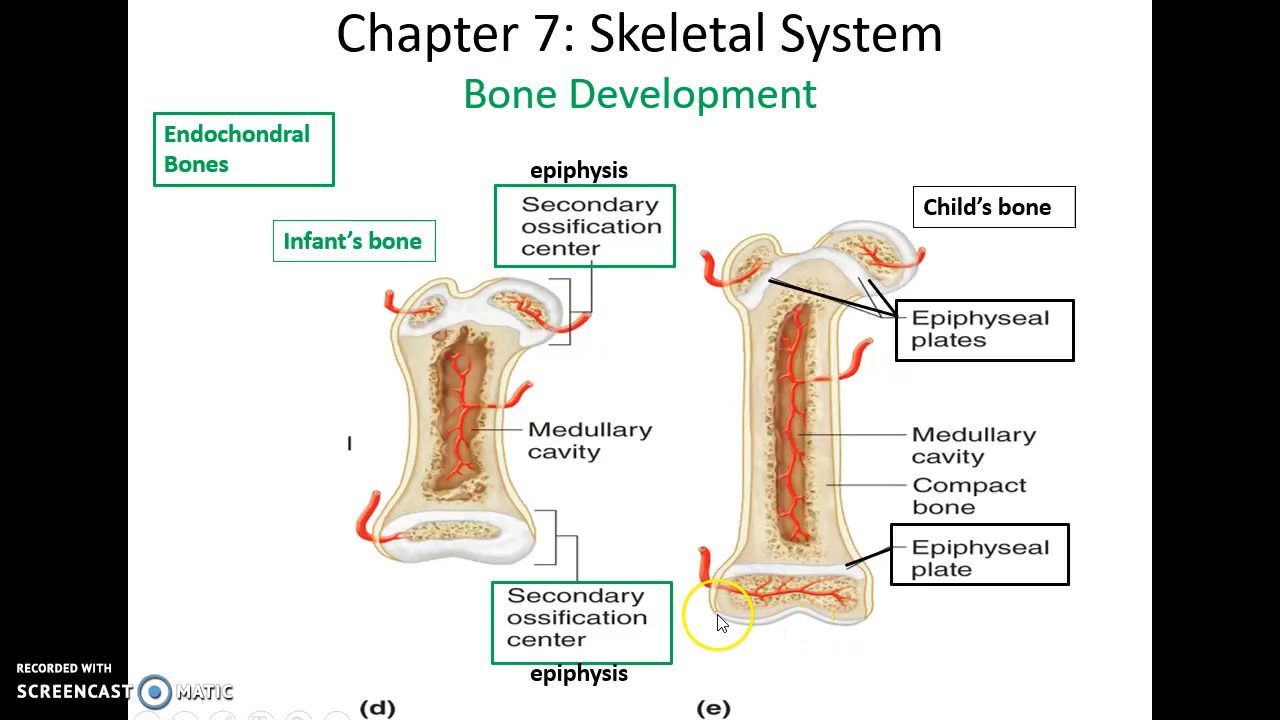 Chapter 7: Skeletal System
Bone Development
Endochondral
Bones
epiphysis
Secondary
ossification
center
Infant's bone
Child's bone
Epiphyseal
plates
Medullary
cavity
l
Medullary
cavity
Compact
bone
Epiphyseal
plate
Secondary
ossification
center
epiphysis
RECORDED WITH
SCREENCAST MATIC
(d)
(e)